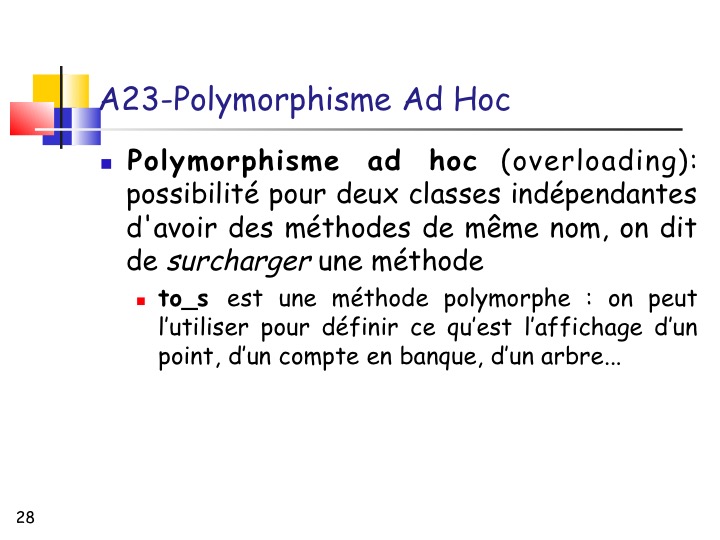 A23-Polymorphisme Ad Hoc
Polymorphisme ad hoc (overloading):
possibilité pour deux classes indépendantes
d'avoir des méthodes de même nom, on dit
de surcharger une méthode
to_s est une méthode polymorphe : on peut
l’utiliser pour définir ce qu’est l’affichage d’un
point, d’un compte en banque, d’un arbre...
28